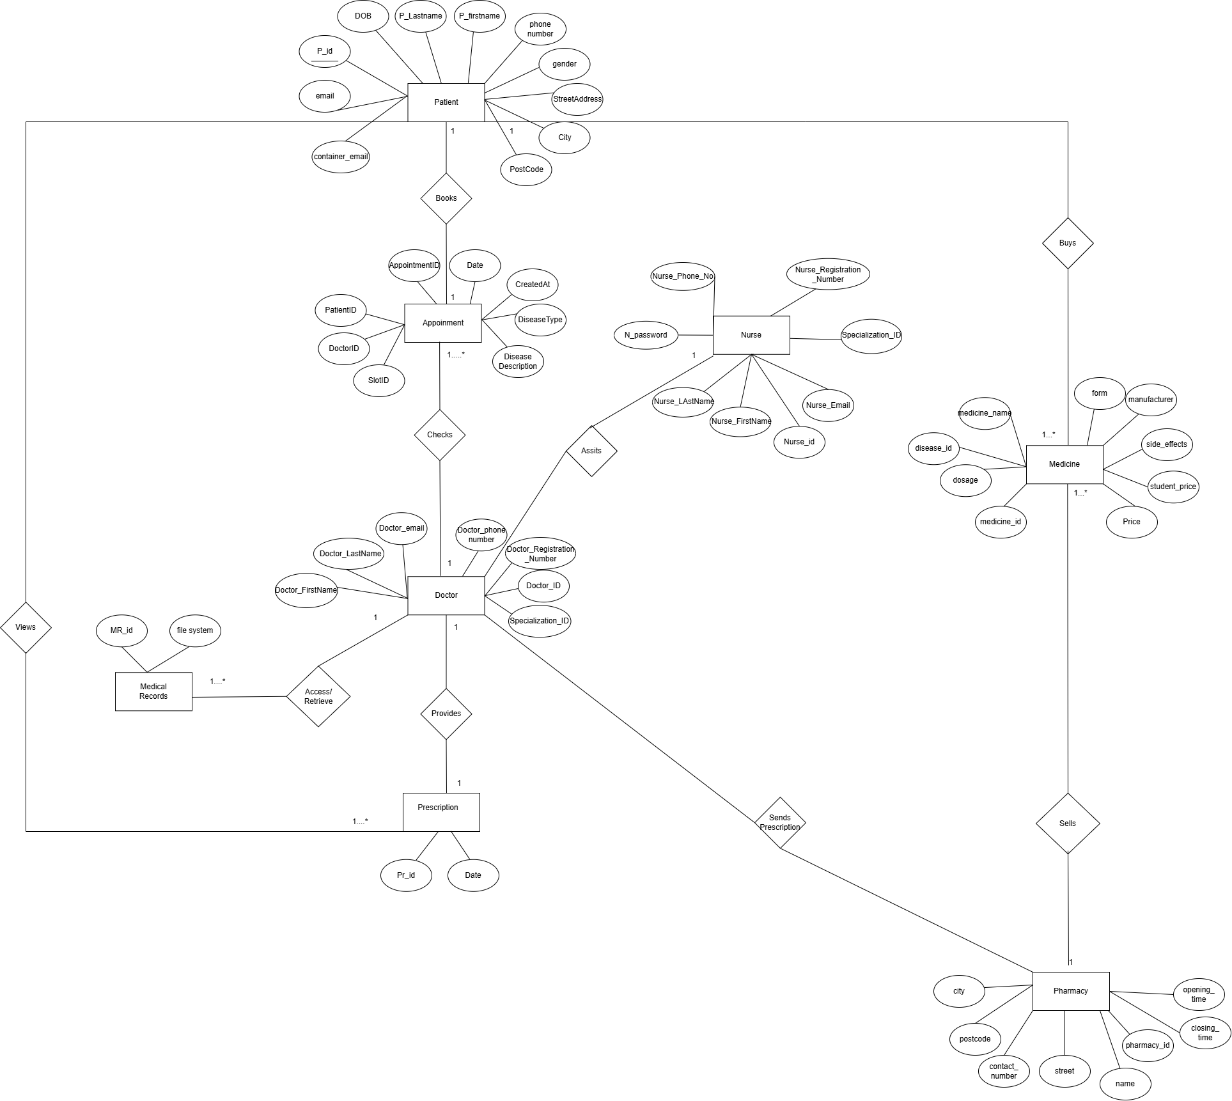 DOB
P_Lastname
P_firstname
phone
number
P_id
gender
email
Patient
StreetAddress
1
1
City
container_email
PostCode
Books
Buys
AppointmentID
Date
CreatedAt
Nurse_Phone_No
Nurse_Registration
_Number
PatientID
1
DiseaseType
Appoinment
N_password
Nurse
Specialization_ID
DoctorID
1....*
Disease
Description
1
SlotID
Nurse_LAstName
Nurse_Email
Nurse_FirstName
Nurse_id
form
manufacturer
medicine_name
Checks
1...*
side_effects
Assits
disease_id
Medicine
dosage
student_price
1...*
medicine_id
Price
Doctor_email
Doctor_phone
number
Doctor_LastName
Doctor_Registration
_Number
1
Doctor_FirstName
Doctor_ID
Doctor
1
Specialization_ID
1
Views
MR_id
file system
1....*
Medical
Records
Access/
Retrieve
Provides
1
Prescription
1....*
Sends
Prescription
Sells
Pr_id
Date
1
city
Pharmacy
opening_
time
postcode
closing_
time
pharmacy_id
contact_
number
street
name